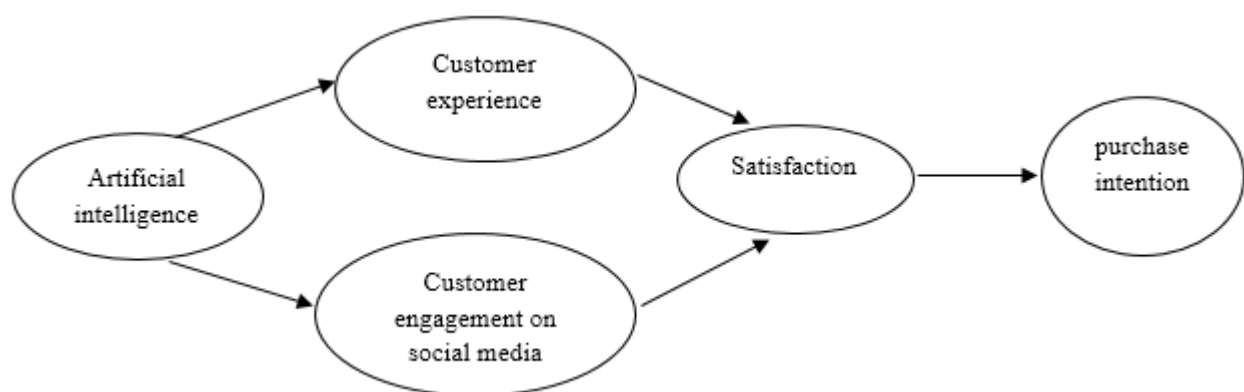 Artificial
intelligence
Customer
experience
Customer
engagement on
social media
Satisfaction
purchase
intention